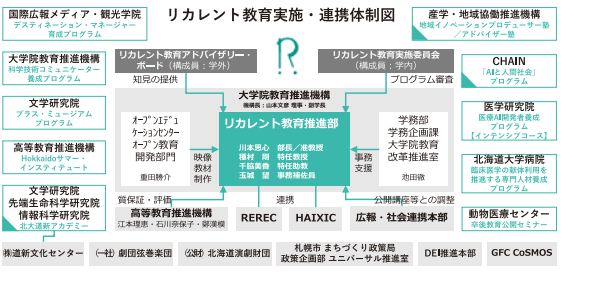 リカレント教育実施・連携体制図
国際広報メディア・観光学院
デスティネーション・マネージャー
育成プログラム
大学院教育推進機構
科学技術コミュニケーター
養成プログラム
文学研究院
プラス・ミュージアム
プログラム
高等教育推進機構
Hokkaidoサマー・
インスティテュート
文学研究院
先端生命科学研究院
情報科学研究院
北大道新アカデミー
リカレント教育アドバイザリー・
ボード（構成員：学外）
知見の提供
リカレント教育実施委員会
（構成員：学内）
プログラム審査
大学院教育推進機構
機構長：山本文彦 理事・副学長
オープンエデュ
ケーションセンター
オープン教育
開発部門
重田勝介
映像
教材
制作
リカレント教育推進部
川本思心 部長／准教授
種村 剛 特任教授
千脇美香 特任助教
玉城 望 事務補佐員
事務
支援
学務部
学務企画課
大学院教育
改革推進室
池田徹
質保証・評価
連携
公開講座等との調整
高等教育推進機構
江本理恵・石川奈保子・鄭漢模
REREC
HAIXIC
広報・社会連携本部
産学・地域協働推進機構
地域イノベーションプロデューサー塾
／アドバイザー塾
CHAIN
「AIと人間社会」
プログラム
医学研究院
医療AI開発者養成
プログラム
【インテンシブコース】
北海道大学病院
臨床医学の献体利用を
推進する専門人材養成
プログラム
動物医療センター
卒後教育公開セミナー
㈱道新文化センター
（一社）劇団弦巻楽団
（公財）北海道演劇財団
札幌市 まちづくり政策局
政策企画部 ユニバーサル推進室
DEI推進本部
GFC CoSMOS